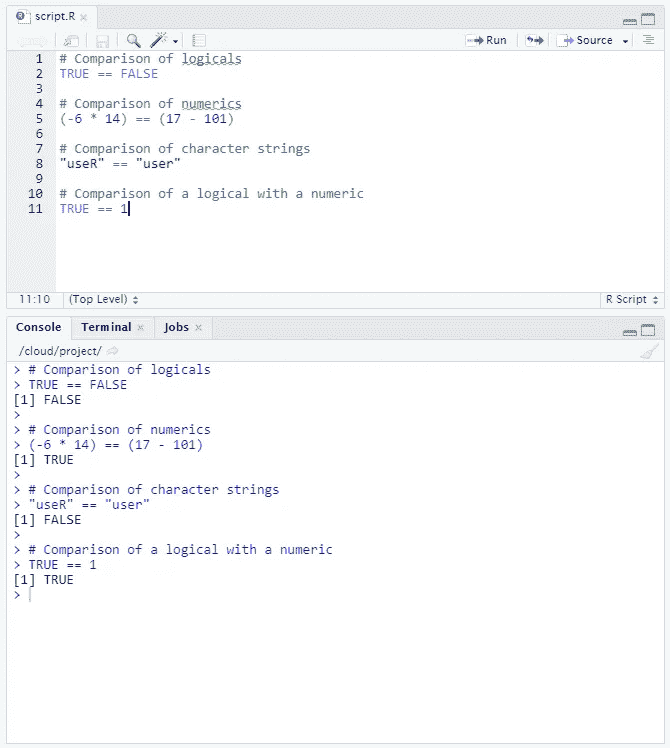 script.R
Run
Source
1 # Comparison of logicals
2 TRUE == FALSE
3
4 # Comparison of numerics
5 (-6 * 14) == (17 - 101)
6
7 # Comparison of character strings
8 "useR" == "user"
9
10 # Comparison of a logical with a numeric
11 TRUE == 1
11:10 (Top Level) R Script
Console Terminal Jobs
/cloud/project/
> # Comparison of logicals
> TRUE == FALSE
[1] FALSE
>
> # Comparison of numerics
> (-6 * 14) == (17 - 101)
[1] TRUE
>
> # Comparison of character strings
> "useR" == "user"
[1] FALSE
>
> # Comparison of a logical with a numeric
> TRUE == 1
[1] TRUE
>